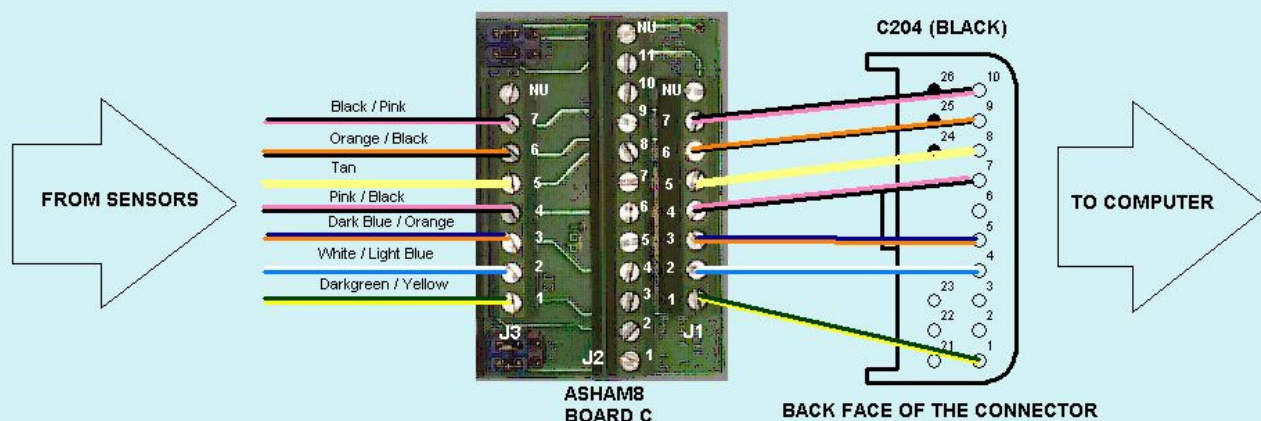 FROM SENSORS
Black / Pink
Orange / Black
Tan
Pink / Black
Dark Blue / Orange
White / Light Blue
Darkgreen / Yellow
NU
7
6
5
4
3
2
1
J3
NU
11
10
9
8
7
6
5
4
3
2
1
J2
NU
7
6
5
4
3
2
1
J1
ASHAM8
BOARD C
C204 (BLACK)
26 10
25 9
24 8
7
6
5
4
23 3
22 2
21 1
BACK FACE OF THE CONNECTOR
TO COMPUTER